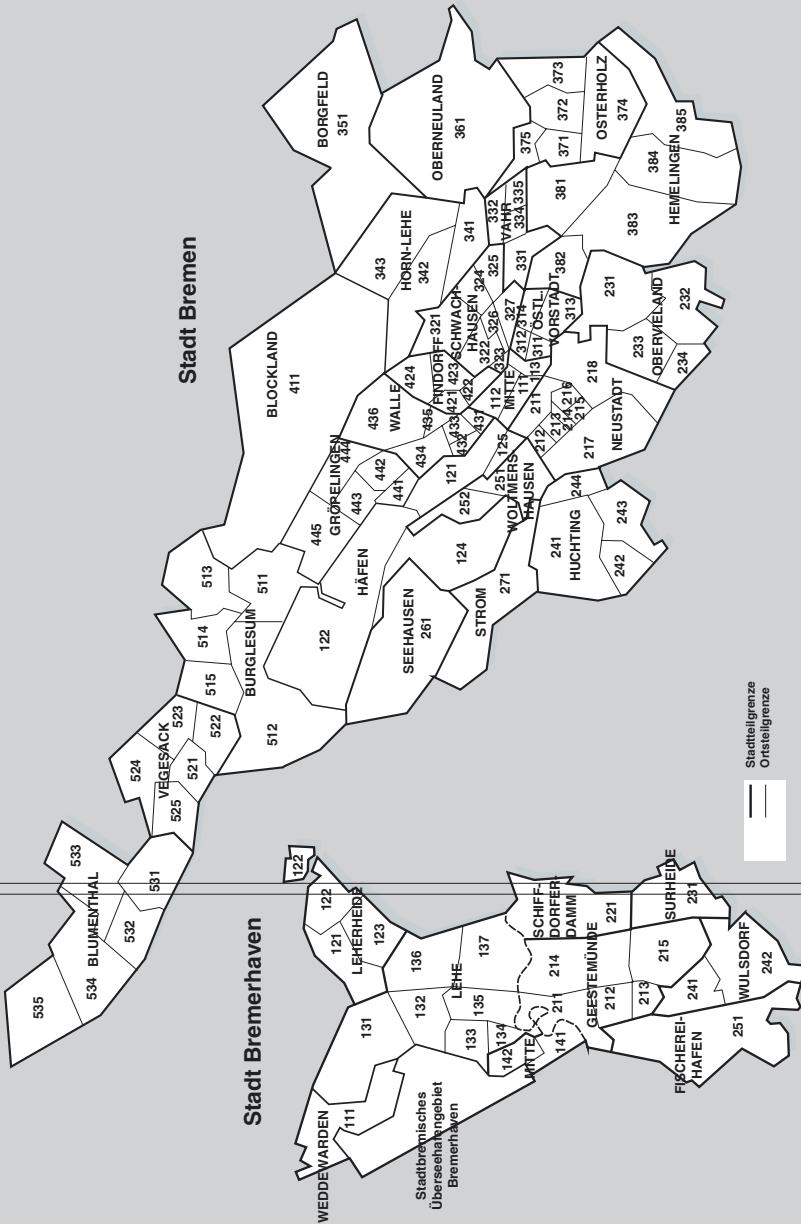 Stadt Bremen
BORGFELD
351
OBERNEULAND
361
373
372
375
371
OSTERHOLZ
374
385
384
HEMELINGEN
383
381
332
335
334
VAHR
341
HORN-LEHE
343
342
331
325
382
324
SCHWACH-
HAUSEN
321
322
323
326
327
ÖSTL.
VORSTADT
314
312
311
313
BLOCKLAND
411
231
OBERVIELAND
232
233
234
FINDORFF
424
423
422
421
MITTE
112
111
113
WALLE
436
435
433
431
432
434
NEUSTADT
218
211
216
215
214
213
212
217
GRÖPELINGEN
444
442
443
441
445
121
125
251
252
WOLTMERS
HAUSEN
244
HUCHTING
241
243
242
HÄFEN
124
122
271
STROM
SEEHAUSEN
261
BURGLESUM
513
511
514
515
512
VEGESACK
523
522
524
521
525
BLUMENTHAL
533
531
532
534
535
Stadt Bremerhaven
122
122
121
LEHERHEIDE
123
136
137
LEHE
132
135
133
134
131
142
MITTE
141
WEDDEWARDEN
111
Stadtbremisches
Überseehafengebiet
Bremerhaven
SCHIFF-
DORFER-
DAMM
221
SURHEIDE
231
214
GEESTEMÜNDE
211
212
213
215
WULSDORF
241
242
FISCHEREI-
HAFEN
251
Stadtteilgrenze
Ortsteilgrenze